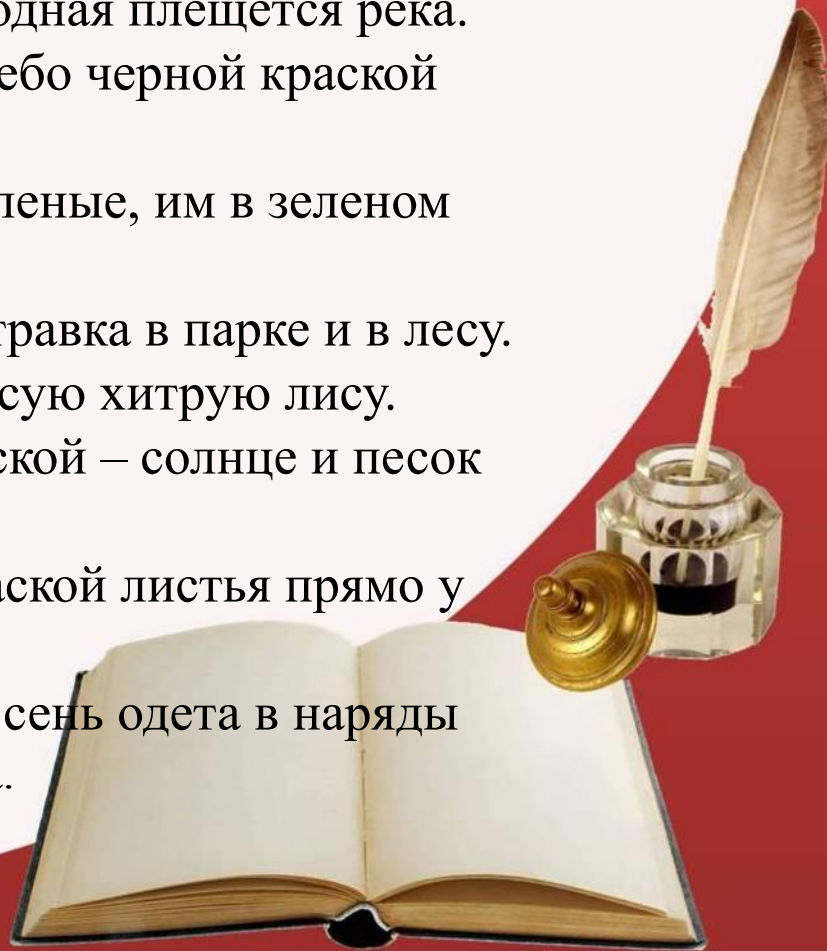 одная плещется река.
ебо черной краской
леные, им в зеленом
травка в парке и в лесу.
сую хитрую лису.
ской – солнце и песок
аской листья прямо у
сень одета в наряды